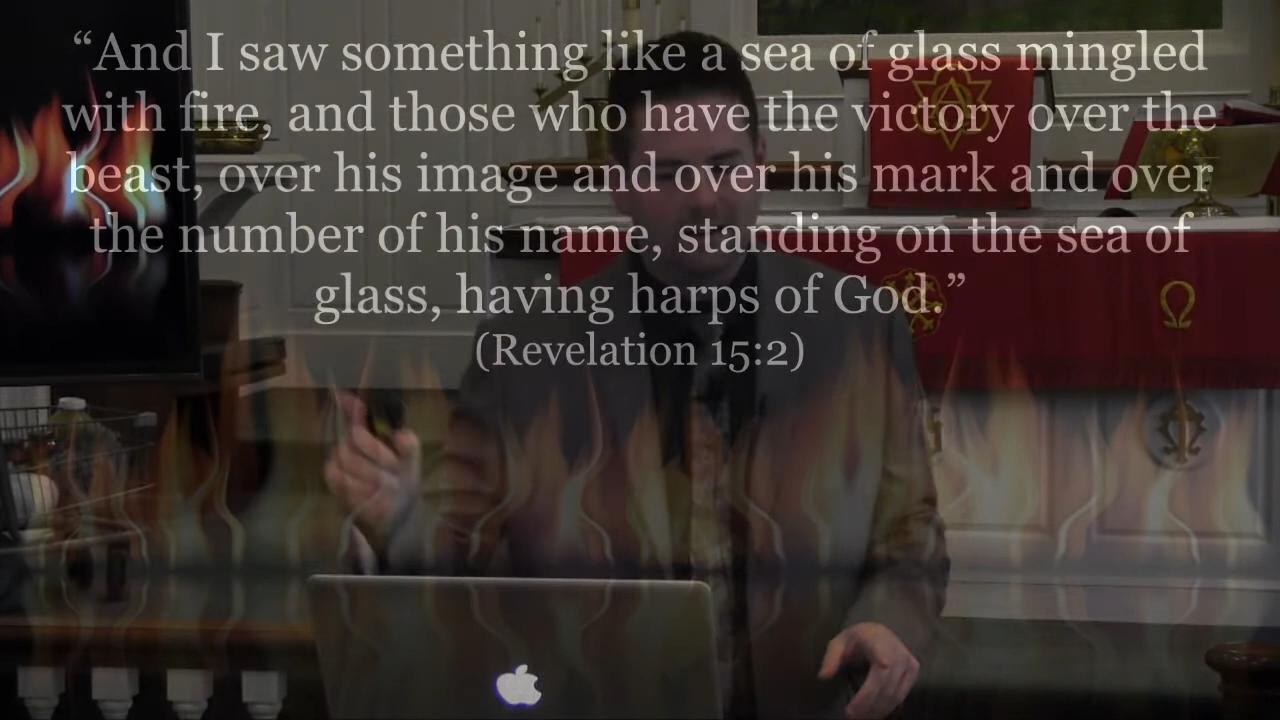 “And I saw something like a sea of glass mingled
with fire, and those who have the victory over the
beast, over his image and over his mark and over
the number of his name, standing on the sea of
glass, having harps of God.”
(Revelation 15:2)
Ω